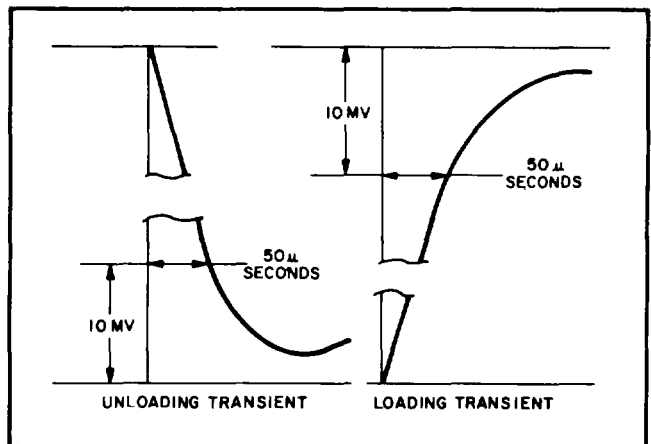 10 MV
50 μ
SECONDS
50 μ
SECONDS
10 MV
UNLOADING TRANSIENT
LOADING TRANSIENT